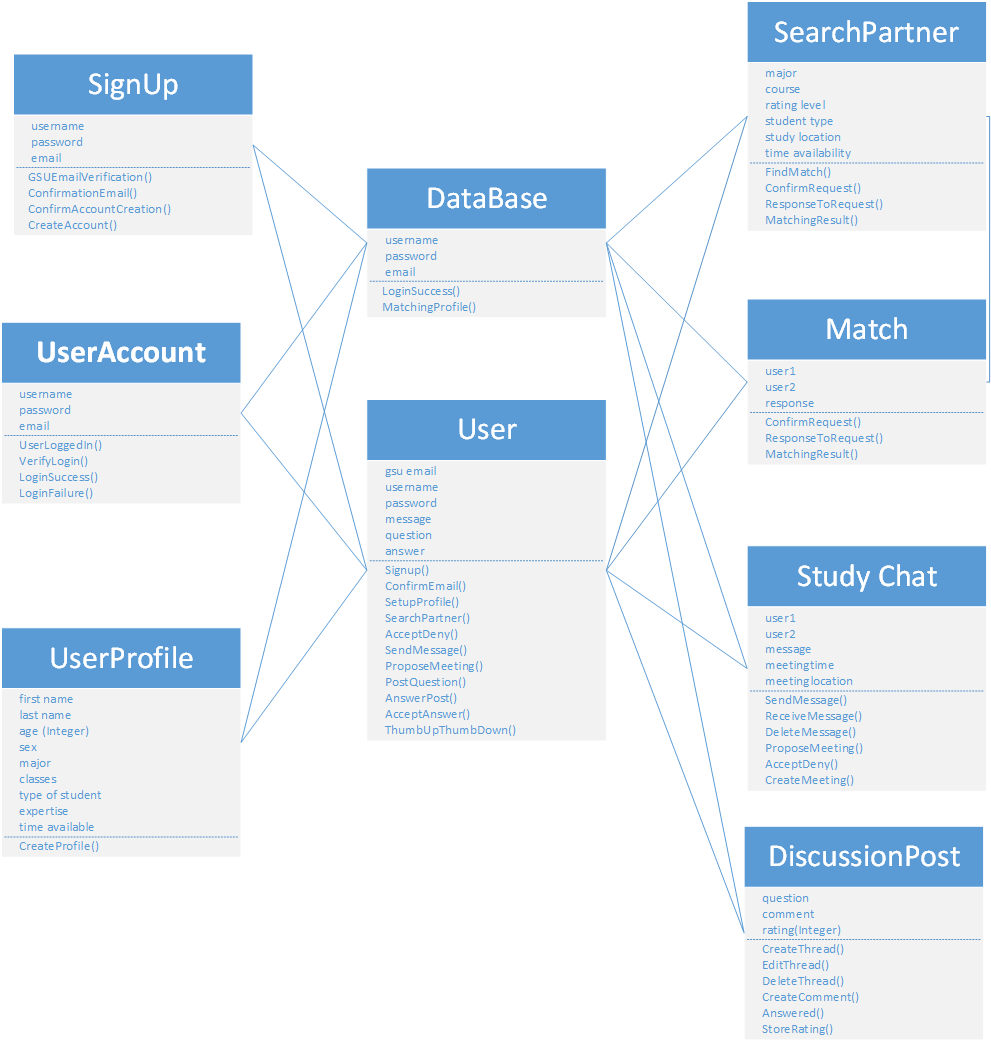 SignUp
username
password
email
GSUEmailVerification()
ConfirmationEmail()
ConfirmAccountCreation()
CreateAccount()
UserAccount
username
password
email
UserLoggedIn()
VerifyLogin()
LoginSuccess()
LoginFailure()
UserProfile
first name
last name
age (Integer)
sex
major
classes
type of student
expertise
time available
CreateProfile()
DataBase
username
password
email
LoginSuccess()
MatchingProfile()
User
gsu email
username
password
message
question
answer
Signup()
ConfirmEmail()
SetupProfile()
SearchPartner()
AcceptDeny()
SendMessage()
ProposeMeeting()
PostQuestion()
AnswerPost()
AcceptAnswer()
ThumbUpThumbDown()
SearchPartner
major
course
rating level
student type
study location
time availability
FindMatch()
ConfirmRequest()
ResponseToRequest()
MatchingResult()
Match
user1
user2
response
ConfirmRequest()
ResponseToRequest()
MatchingResult()
Study Chat
user1
user2
message
meetingtime
meetinglocation
SendMessage()
ReceiveMessage()
DeleteMessage()
ProposeMeeting()
AcceptDeny()
CreateMeeting()
DiscussionPost
question
comment
rating(Integer)
CreateThread()
EditThread()
DeleteThread()
CreateComment()
Answered()
StoreRating()